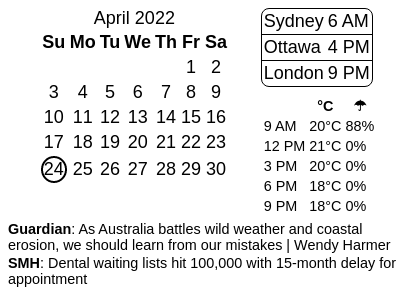 April 2022
Su Mo Tu We Th Fr Sa
1 2
3 4 5 6 7 8 9
10 11 12 13 14 15 16
17 18 19 20 21 22 23
24 25 26 27 28 29 30
Sydney 6 AM
Ottawa 4 PM
London 9 PM
°C ☂
9 AM 20°C 88%
12 PM 21°C 0%
3 PM 20°C 0%
6 PM 18°C 0%
9 PM 18°C 0%
Guardian: As Australia battles wild weather and coastal
erosion, we should learn from our mistakes | Wendy Harmer
SMH: Dental waiting lists hit 100,000 with 15-month delay for
appointment